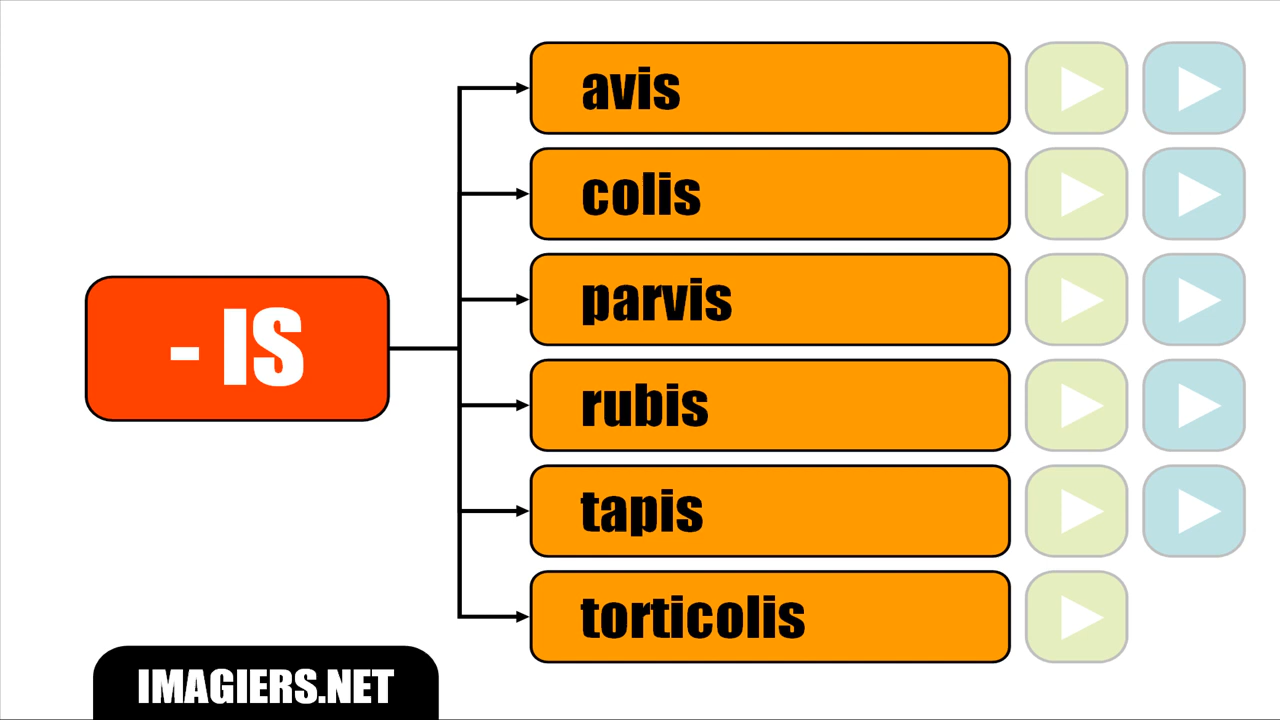 avis
colis
parvis
- IS
rubis
tapis
torticolis
IMAGIERS.NET